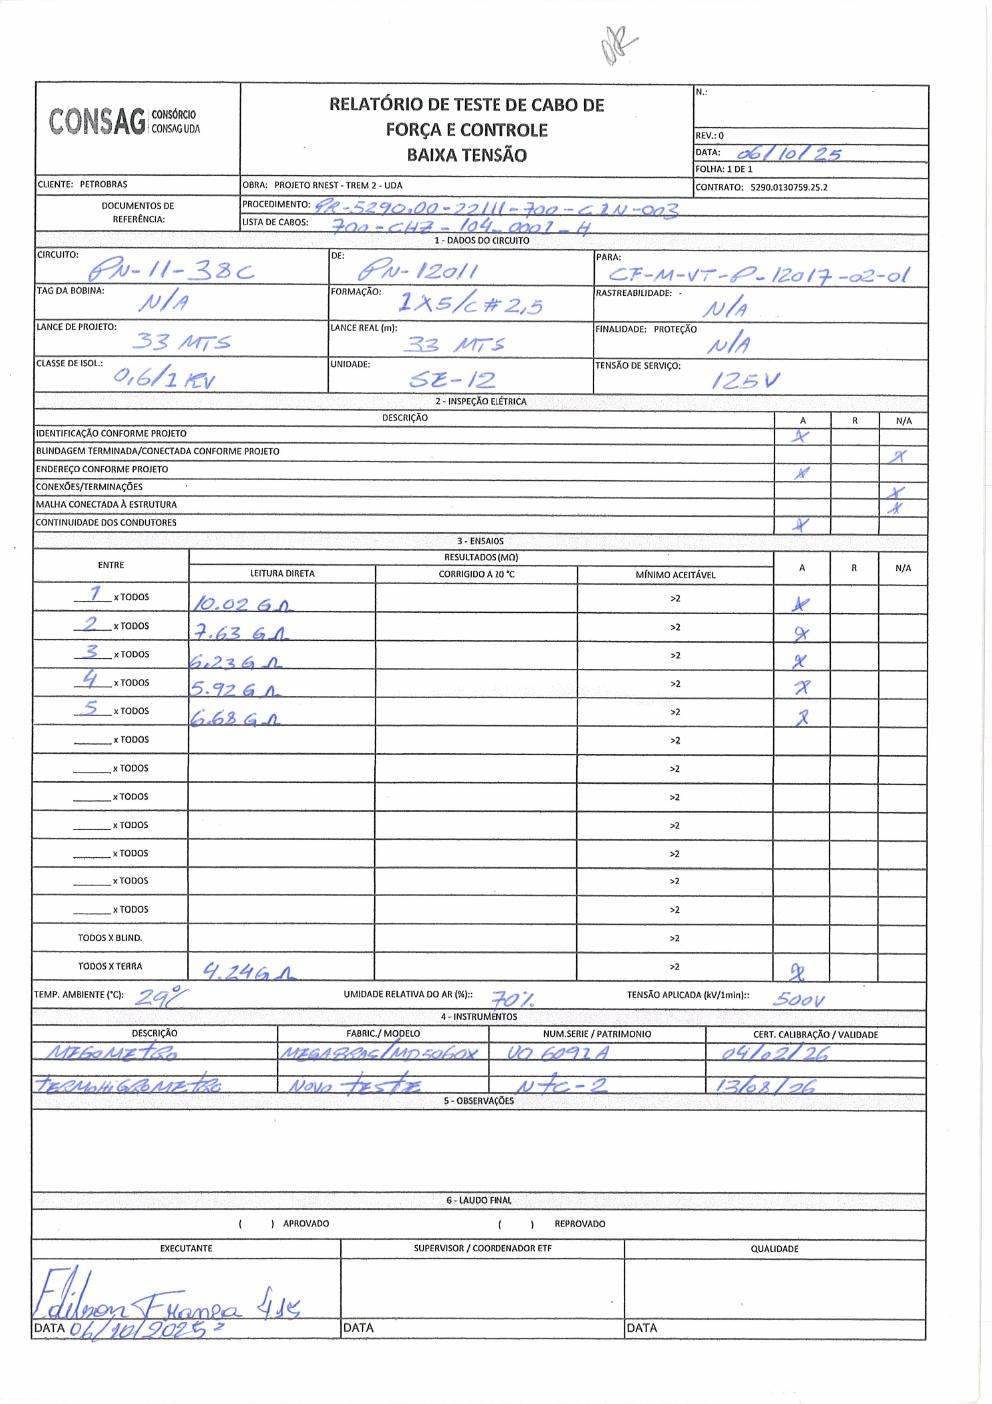 CONSAG CONSÓRCIO CONSAG UDA
RELATÓRIO DE TESTE DE CABO DE
FORÇA E CONTROLE
BAIXA TENSÃO
N.:
REV.: 0
DATA: 06/10/25
FOLHA: 1 DE 1
CLIENTE: PETROBRAS OBRA: PROJETO RNEST - TREM 2 - UDA CONTRATO: 5290.0130759.25.2
DOCUMENTOS DE REFERÊNCIA:
PROCEDIMENTO: PR-5290.00-22111-700-CZN-003
LISTA DE CABOS: 700-CHZ-104-0001-H
1 - DADOS DO CIRCUITO
CIRCUITO: PN-11-38C DE: PN-12011 PARA: CF-M-VT-P-12017-02-01
TAG DA BOBINA: N/A FORMAÇÃO: 1X5/C#2,5 RASTREABILIDADE: - N/A
LANCE DE PROJETO: 33 MTS LANCE REAL (m): 33 MTS FINALIDADE: PROTEÇÃO N/A
CLASSE DE ISOL.: 0,6/1 KV UNIDADE: SE-12 TENSÃO DE SERVIÇO: 125V
2 - INSPEÇÃO ELÉTRICA
DESCRIÇÃO A R N/A
IDENTIFICAÇÃO CONFORME PROJETO X
BLINDAGEM TERMINADA/CONECTADA CONFORME PROJETO X
ENDEREÇO CONFORME PROJETO X
CONEXÕES/TERMINAÇÕES X
MALHA CONECTADA À ESTRUTURA X
CONTINUIDADE DOS CONDUTORES X
3 - ENSAIOS
ENTRE RESULTADOS (MΩ) A R N/A
LEITURA DIRETA CORRIGIDO A 20 °C MÍNIMO ACEITÁVEL
1 x TODOS 10.02 GΩ >2 X
2 x TODOS 7.63 GΩ >2 X
3 x TODOS 6.23 GΩ >2 X
4 x TODOS 5.92 GΩ >2 X
5 x TODOS 6.68 GΩ >2 X
x TODOS >2
x TODOS >2
x TODOS >2
x TODOS >2
x TODOS >2
x TODOS >2
x TODOS >2
TODOS X BLIND. >2
TODOS X TERRA 4.24GΩ >2 X
TEMP. AMBIENTE (°C): 29° UMIDADE RELATIVA DO AR (%):: 70% TENSÃO APLICADA (kV/1min):: 500V
4 - INSTRUMENTOS
DESCRIÇÃO FABRIC./ MODELO NUM.SERIE / PATRIMONIO CERT. CALIBRAÇÃO / VALIDADE
MEGOMETRO MEGABRAS/MD5060X UO 6092A 04/02/26
TERMOHIGROMETRO NOVO TESTE NTC-2 13/08/26
5 - OBSERVAÇÕES
6 - LAUDO FINAL
( ) APROVADO ( ) REPROVADO
EXECUTANTE SUPERVISOR / COORDENADOR ETF QUALIDADE
Edilson França 415
DATA 06/10/2025 DATA DATA